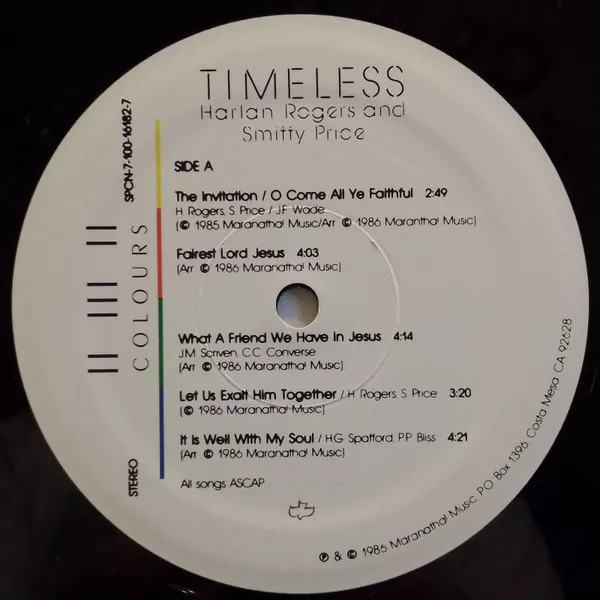 TIMELESS
Harlan Rogers and
Smitty Price
SIDE A
The Invitation / O Come All Ye Faithful 2:49
H. Rogers, S. Price / J.F. Wade
(© 1985 Maranatha! Music/Arr © 1986 Maranatha! Music)
Fairest Lord Jesus 4:03
(Arr © 1986 Maranatha! Music)
What A Friend We Have In Jesus 4:14
J.M. Scriven, C.C. Converse
(Arr © 1986 Maranatha! Music)
Let Us Exalt Him Together / H. Rogers, S. Price 3:20
(© 1986 Maranatha! Music)
It Is Well With My Soul / H.G. Spafford, P.P. Bliss 4:21
(Arr © 1986 Maranatha! Music)
All songs ASCAP
SPCN-7-100-16182-7
COLOURS
STEREO
℗ & © 1986 Maranatha! Music, PO Box 1396, Costa Mesa, CA 92628